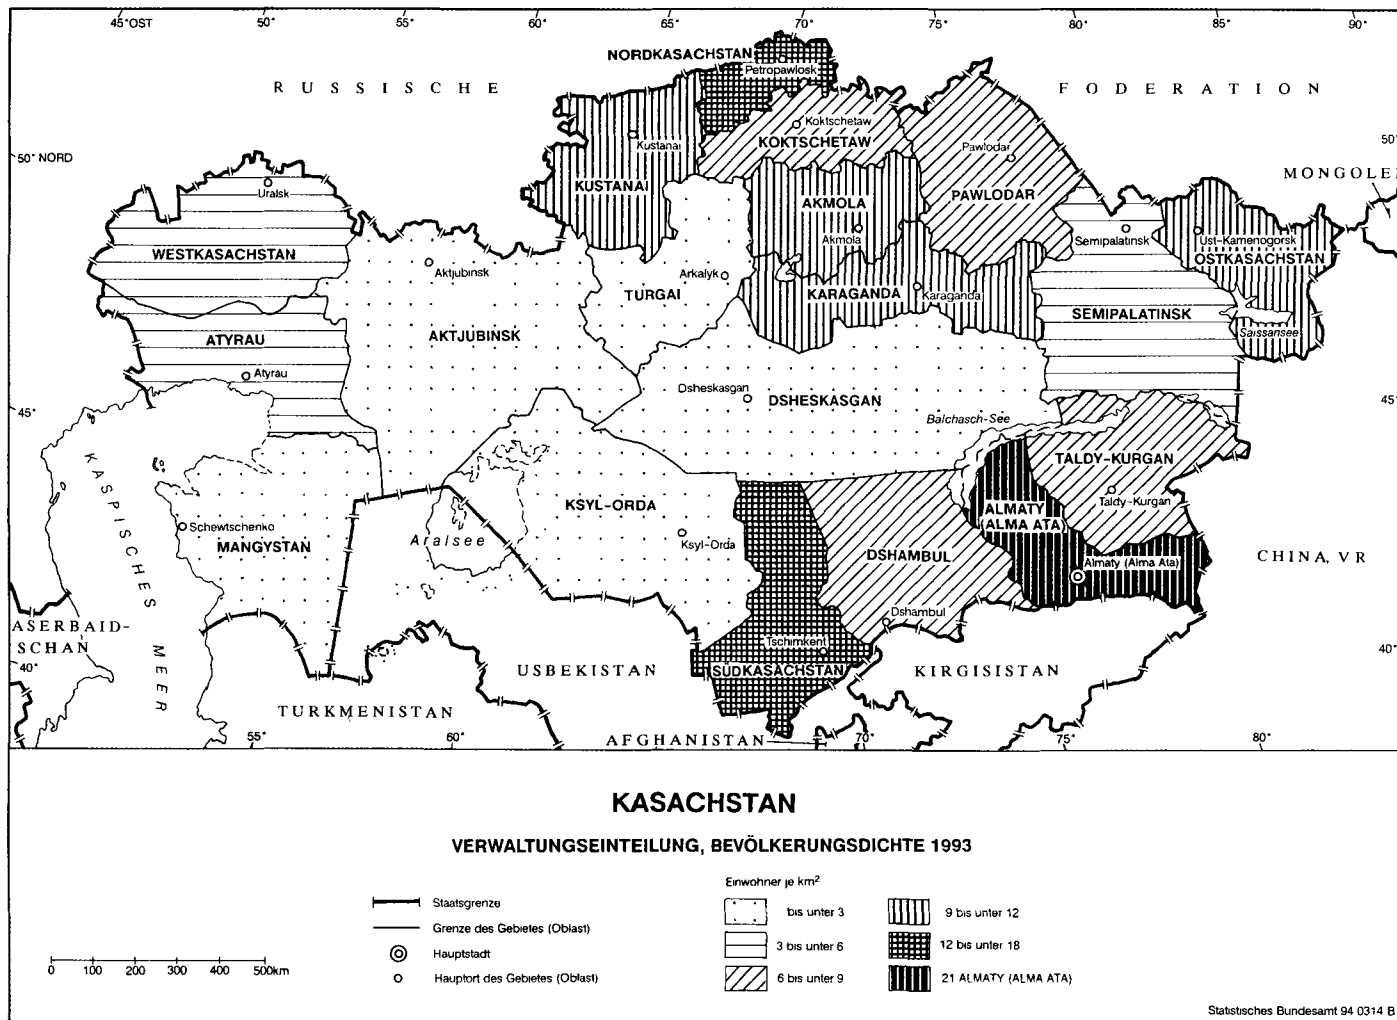 45° OST
50°
55°
60°
65°
70°
75°
80°
85°
90°
RUSSISCHE
FÖDERATION
NORDKASACHSTAN
Petropawlosk
Koktschetaw
KOKTSCHETAW
Kustanai
KUSTANAI
Pawlodar
PAWLODAR
50° NORD
50°
MONGOLEI
Uralsk
WESTKASACHSTAN
AKMOLA
Akmola
Semipalatinsk
Ust-Kamenogorsk
OSTKASACHSTAN
Aktjubinsk
Arkalyk
TURGAI
KARAGANDA
Karaganda
SEMIPALATINSK
Saissansee
ATYRAU
Atyrau
AKTJUBINSK
Dsheskasgan
DSHESKASGAN
Balchasch-See
45°
45°
TALDY-KURGAN
Taldy-Kurgan
KASPISCHES MEER
Schewtschenko
MANGYSTAN
Aralsee
KSYL-ORDA
Ksyl-Orda
ALMATY
(ALMA ATA)
Almaty (Alma Ata)
DSHAMBUL
Dshambul
CHINA, VR
ASERBAID-
SCHAN
40°
40°
USBEKISTAN
Tschimkent
SÜDKASACHSTAN
KIRGISISTAN
TURKMENISTAN
AFGHANISTAN
55°
60°
70°
75°
80°
KASACHSTAN
VERWALTUNGSEINTEILUNG, BEVÖLKERUNGSDICHTE 1993
Staatsgrenze
Grenze des Gebietes (Oblast)
Hauptstadt
Hauptort des Gebietes (Oblast)
0 100 200 300 400 500km
Einwohner je km²
bis unter 3
3 bis unter 6
6 bis unter 9
9 bis unter 12
12 bis unter 18
21 ALMATY (ALMA ATA)
Statistisches Bundesamt 94 0314 B